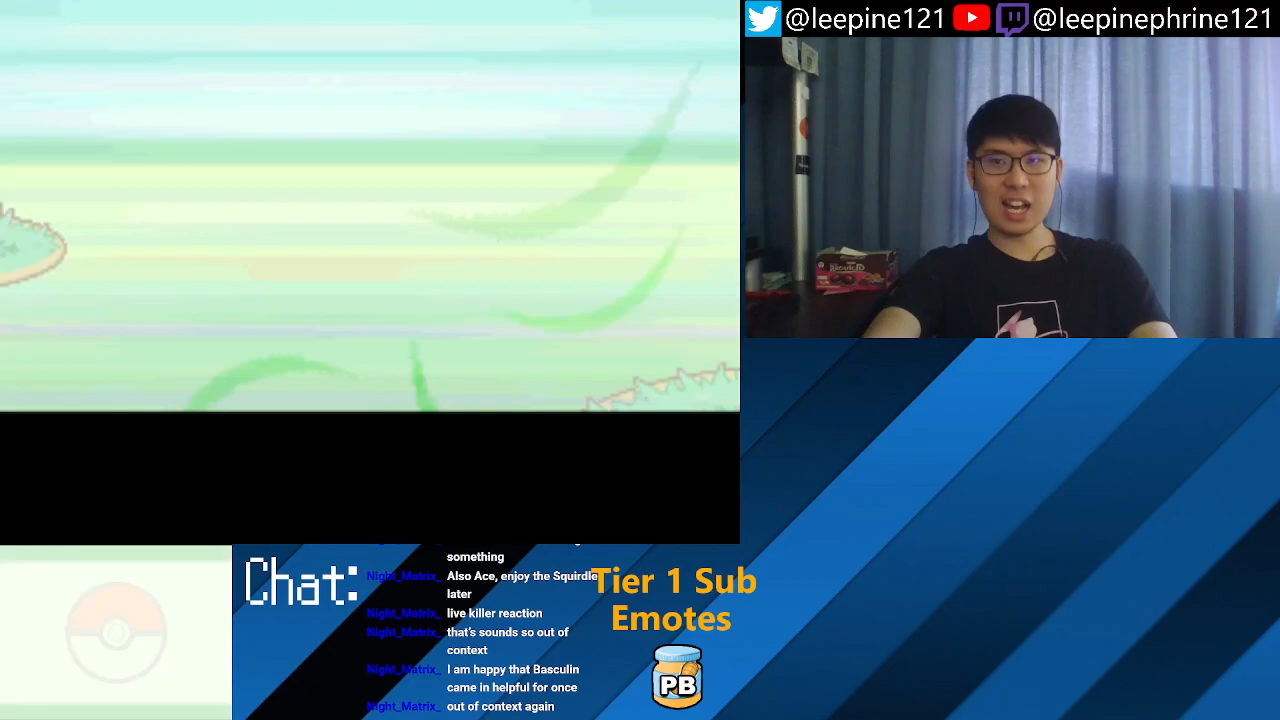 @leepine121 @leepinephrine121
Chat:
something
Night_Matrix_ Also Ace, enjoy the Squirdle
later
Night_Matrix_ live killer reaction
Night_Matrix_ that's sounds so out of
context
Night_Matrix_ I am happy that Basculin
came in helpful for once
Night_Matrix_ out of context again
Tier 1 Sub
Emotes
PB